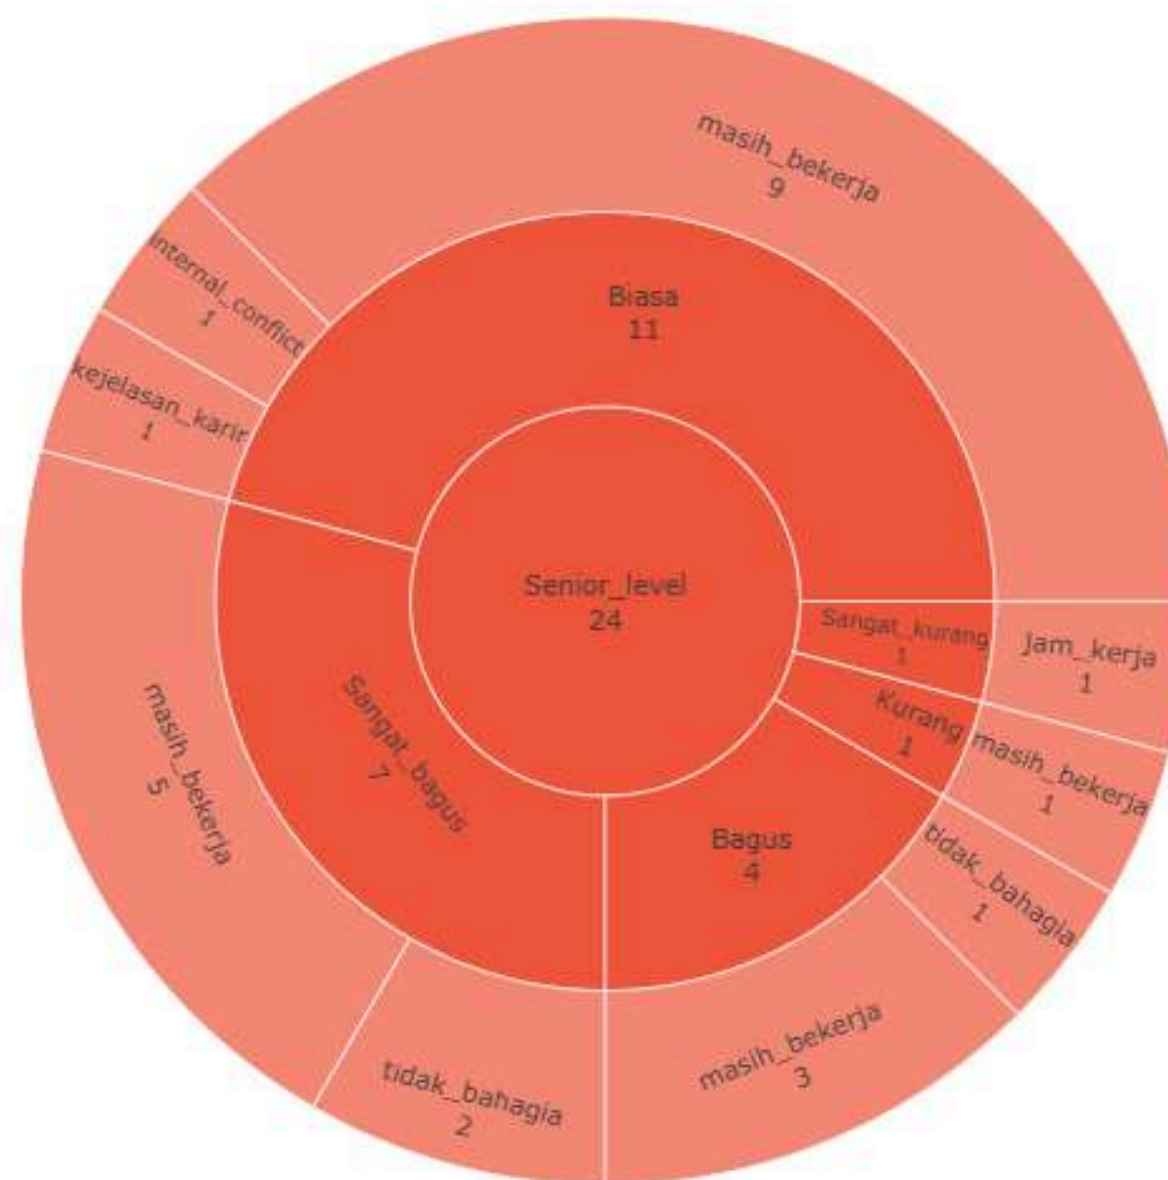 masih_bekerja
9
internal_conflict
1
kejelasan_karir
1
Biasa
11
Senior_level
24
Sangat_kurang
1
jam_kerja
1
Kurang
1
masih_bekerja
1
tidak_bahagia
1
Sangat_bagus
7
masih_bekerja
5
Bagus
4
masih_bekerja
3
tidak_bahagia
2